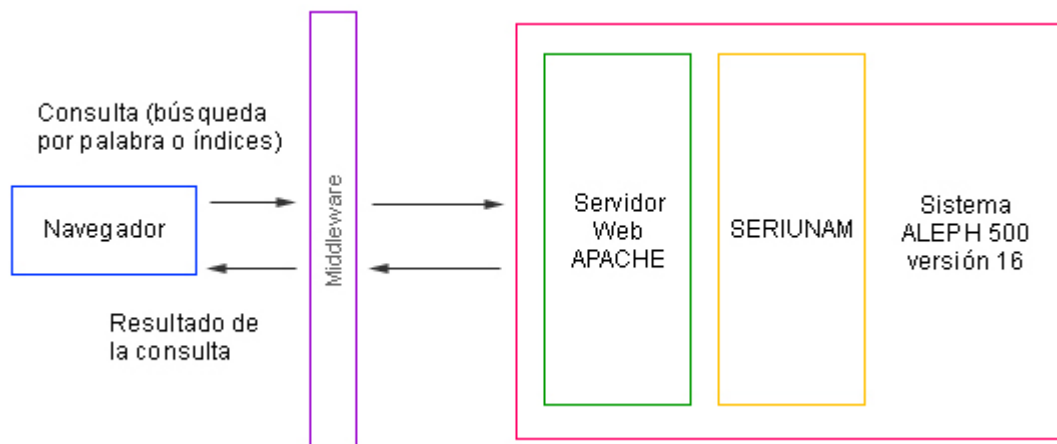 Consulta (búsqueda
por palabra o índices)
Navegador
Resultado de
la consulta
Middleware
Servidor
Web
APACHE
SERIUNAM
Sistema
ALEPH 500
versión 16